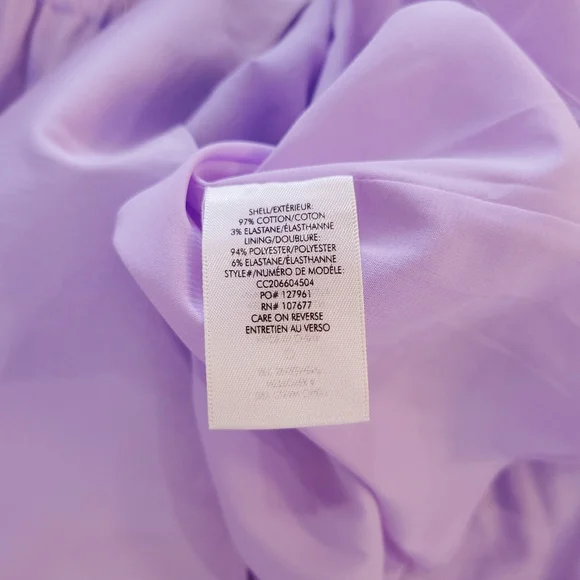 SHELL/EXTÉRIEUR:
97% COTTON/COTON
3% ELASTANE/ÉLASTHANNE
LINING/DOUBLURE:
94% POLYESTER/POLYESTER
6% ELASTANE/ÉLASTHANNE
STYLE#/NUMÉRO DE MODÈLE:
CC206604504
PO# 127961
RN# 107677
CARE ON REVERSE
ENTRETIEN AU VERSO